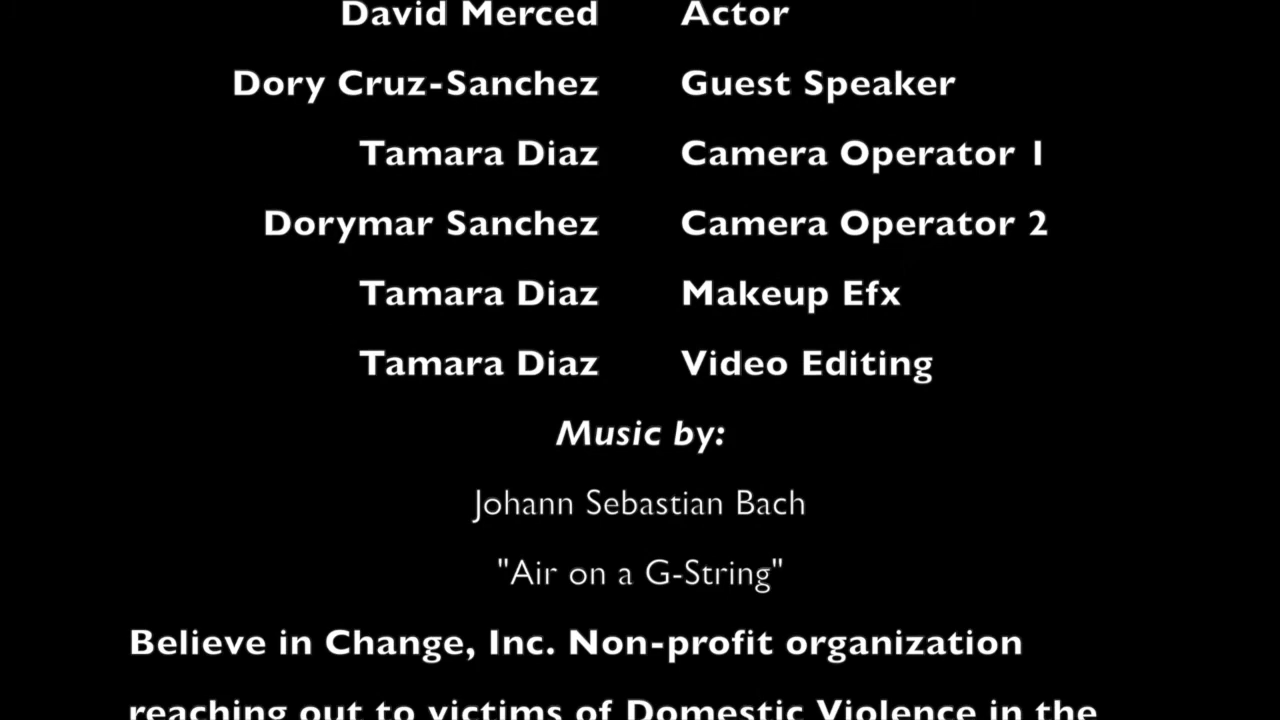 David Merced Actor
Dory Cruz-Sanchez Guest Speaker
Tamara Diaz Camera Operator 1
Dorymar Sanchez Camera Operator 2
Tamara Diaz Makeup Efx
Tamara Diaz Video Editing
Music by:
Johann Sebastian Bach
"Air on a G-String"
Believe in Change, Inc. Non-profit organization
reaching out to victims of Domestic Violence in the